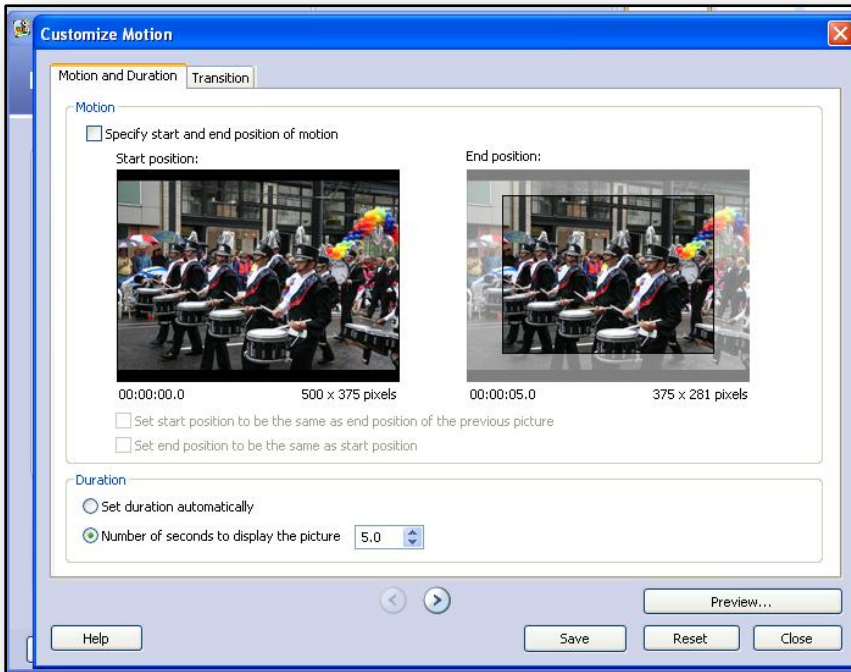 Customize Motion
Motion and Duration Transition
Motion
Specify start and end position of motion
Start position: End position:
00:00:00.0 500 x 375 pixels 00:00:05.0 375 x 281 pixels
Set start position to be the same as end position of the previous picture
Set end position to be the same as start position
Duration
Set duration automatically
Number of seconds to display the picture 5.0
Preview...
Help Save Reset Close